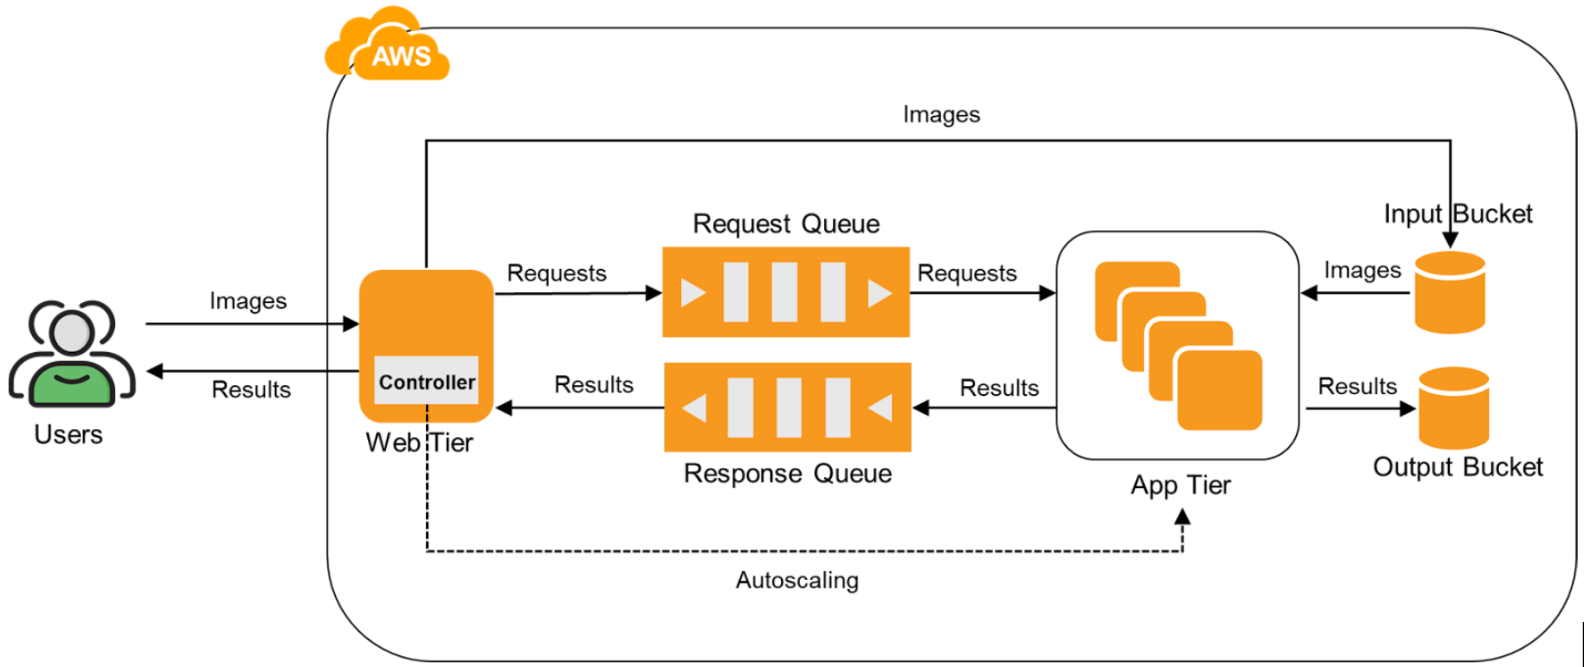 AWS
Images
Request Queue
Input Bucket
Requests
Requests
Images
Images
Controller
Results
Results
Results
Results
Users
Web Tier
Response Queue
App Tier
Output Bucket
Autoscaling